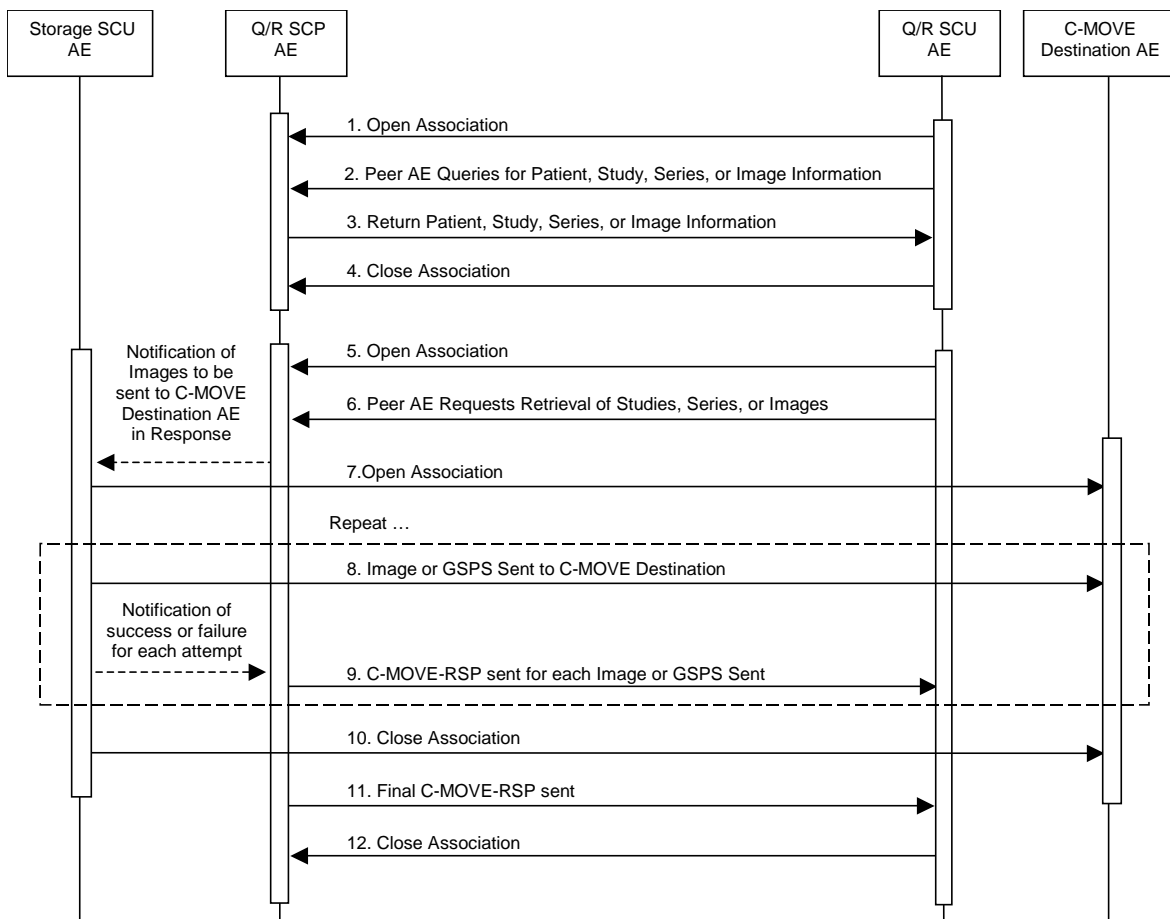 Storage SCU
AE
Q/R SCP
AE
Q/R SCU
AE
C-MOVE
Destination AE
1. Open Association
2. Peer AE Queries for Patient, Study, Series, or Image Information
3. Return Patient, Study, Series, or Image Information
4. Close Association
Notification of
Images to be
sent to C-MOVE
Destination AE
in Response
5. Open Association
6. Peer AE Requests Retrieval of Studies, Series, or Images
7.Open Association
Repeat ...
8. Image or GSPS Sent to C-MOVE Destination
Notification of
success or failure
for each attempt
9. C-MOVE-RSP sent for each Image or GSPS Sent
10. Close Association
11. Final C-MOVE-RSP sent
12. Close Association